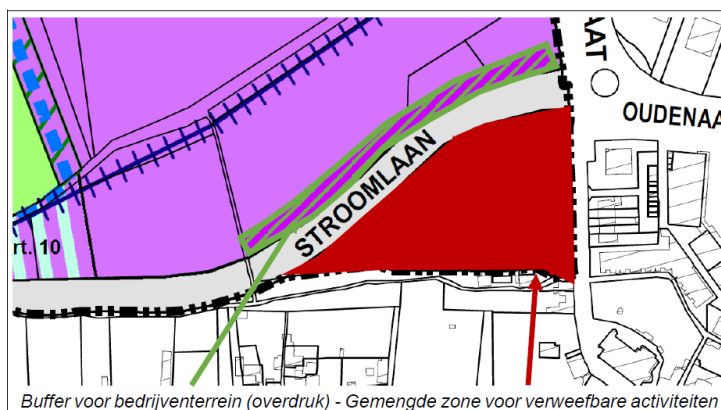 AAT
OUDENAA
STROOMLAAN
rt. 10
Buffer voor bedrijventerrein (overdruk) - Gemengde zone voor verweefbare activiteiten